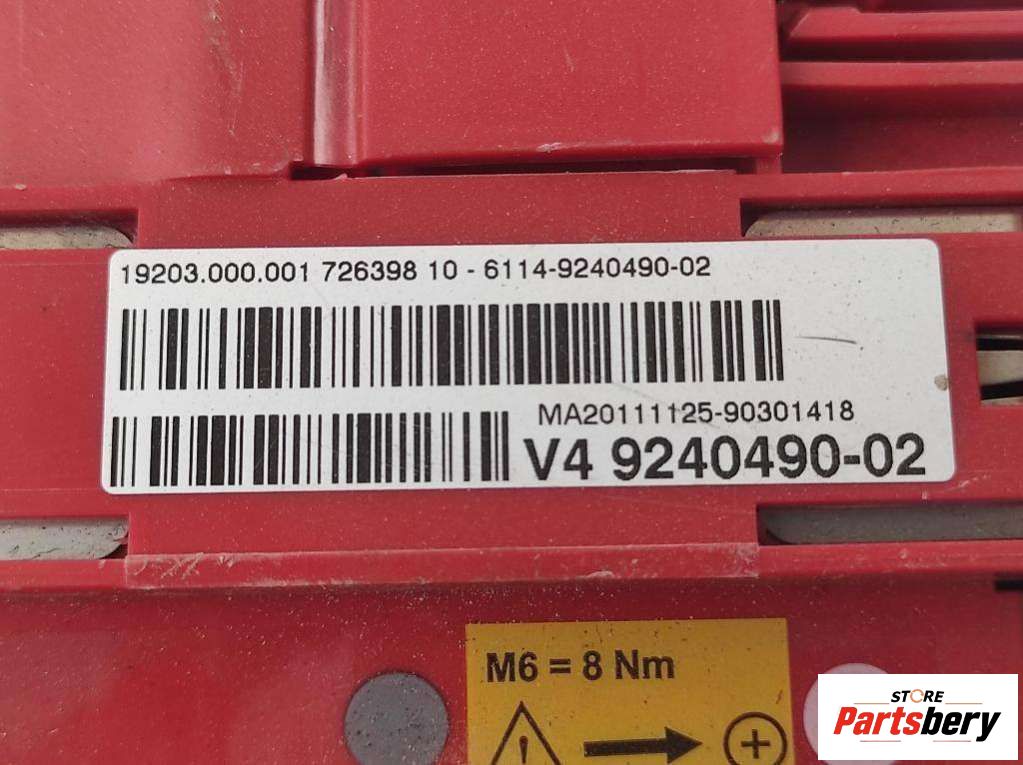 19203.000.001 726398 10 - 6114-9240490-02
MA20111125-90301418
V4 9240490-02
M6 = 8 Nm
STORE
Partsbery